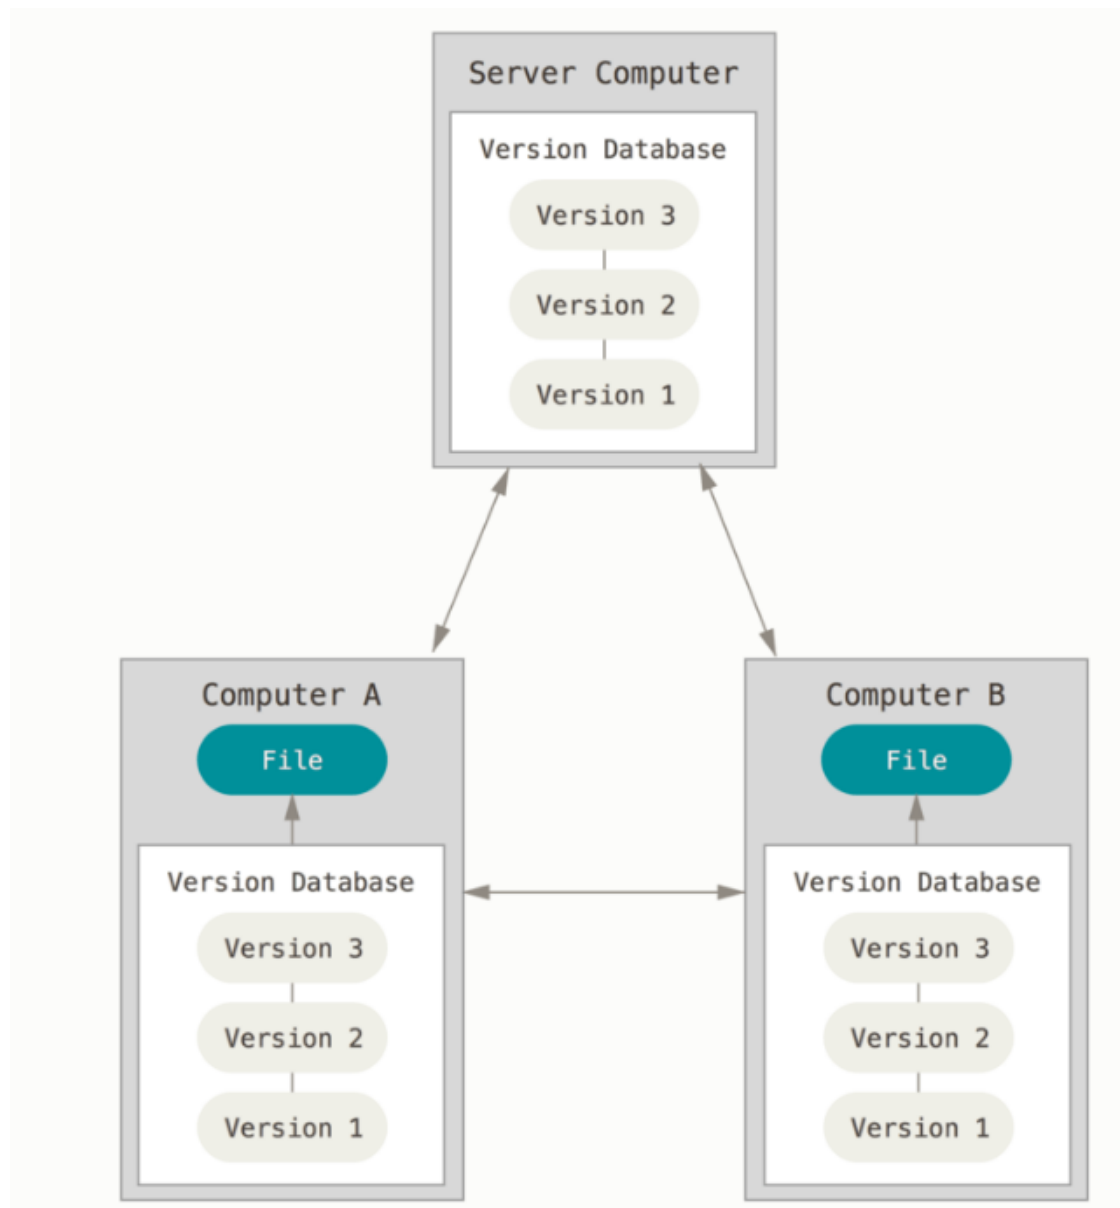 Server Computer
Version Database
Version 3
Version 2
Version 1
Computer A
File
Version Database
Version 3
Version 2
Version 1
Computer B
File
Version Database
Version 3
Version 2
Version 1